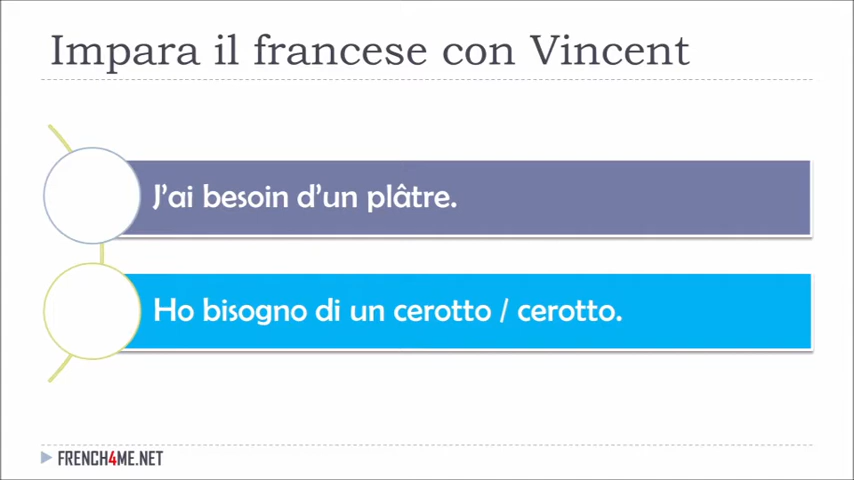 Impara il francese con Vincent
J'ai besoin d'un plâtre.
Ho bisogno di un cerotto / cerotto.
FRENCH4ME.NET